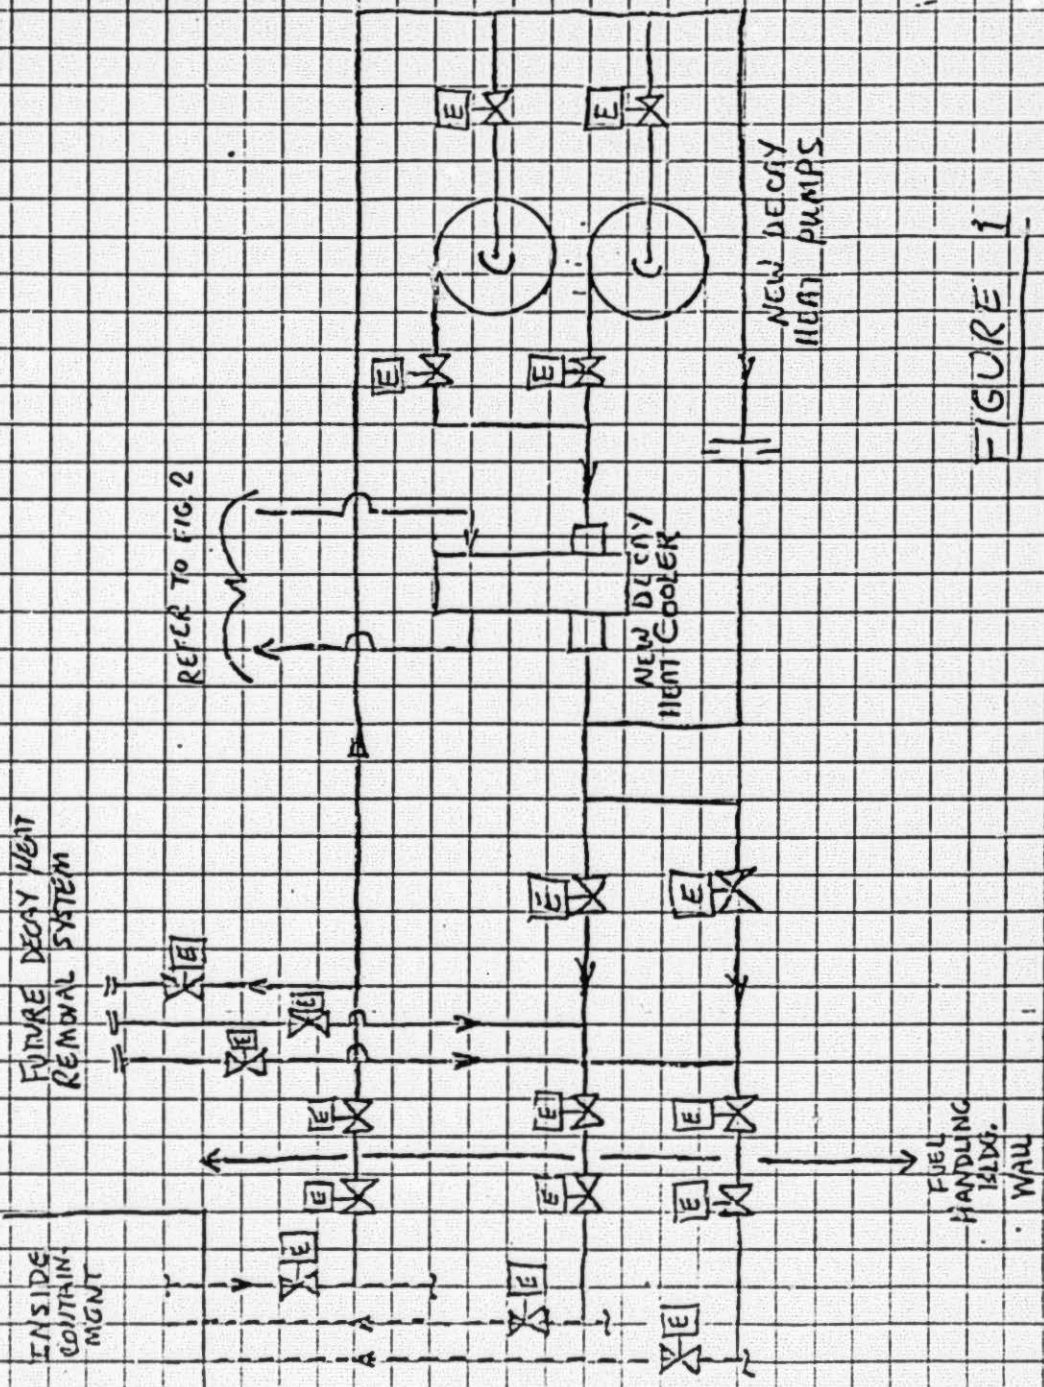 INSIDE
CONTAIN-
MENT
FUTURE DECAY HEAT
REMOVAL SYSTEM
REFER TO FIG. 2
E
E
E
E
E
E
E
E
E
E
E
E
E
E
NEW DECAY
HEAT COOLER
E
E
E
E
NEW DECAY
HEAT PUMPS
FUEL
HANDLING
BLDG.
WALL
FIGURE 1